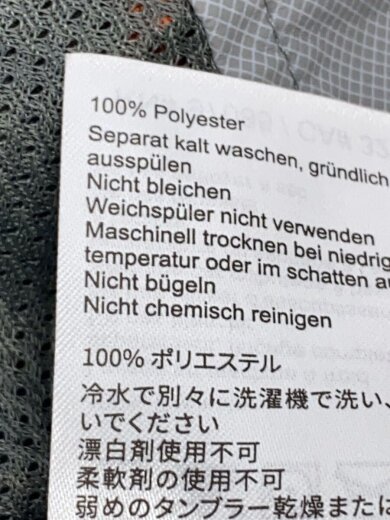 100% Polyester
Separat kalt waschen, gründlich
ausspülen
Nicht bleichen
Weichspüler nicht verwenden
Maschinell trocknen bei niedrig
temperatur oder im schatten au
Nicht bügeln
Nicht chemisch reinigen
100% ポリエステル
冷水で別々に洗濯機で洗い、
いでください
漂白剤使用不可
柔軟剤の使用不可
弱めのタンブラー乾燥または